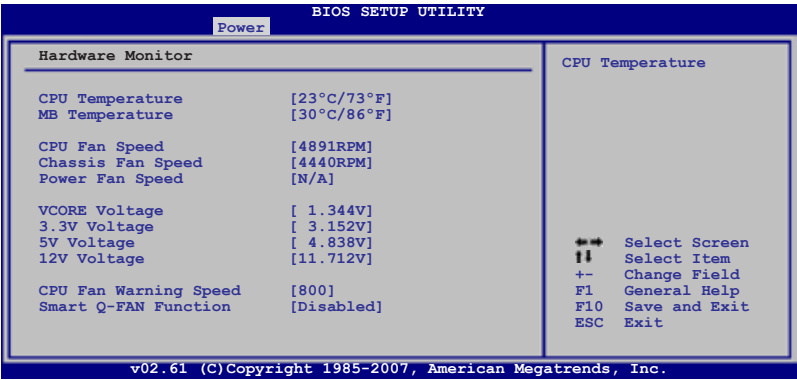 BIOS SETUP UTILITY
Power
Hardware Monitor
CPU Temperature [23°C/73°F]
MB Temperature [30°C/86°F]
CPU Fan Speed [4891RPM]
Chassis Fan Speed [4440RPM]
Power Fan Speed [N/A]
VCORE Voltage [ 1.344V]
3.3V Voltage [ 3.152V]
5V Voltage [ 4.838V]
12V Voltage [11.712V]
CPU Fan Warning Speed [800]
Smart Q-FAN Function [Disabled]
CPU Temperature
←→ Select Screen
↑↓ Select Item
+- Change Field
F1 General Help
F10 Save and Exit
ESC Exit
v02.61 (C)Copyright 1985-2007, American Megatrends, Inc.